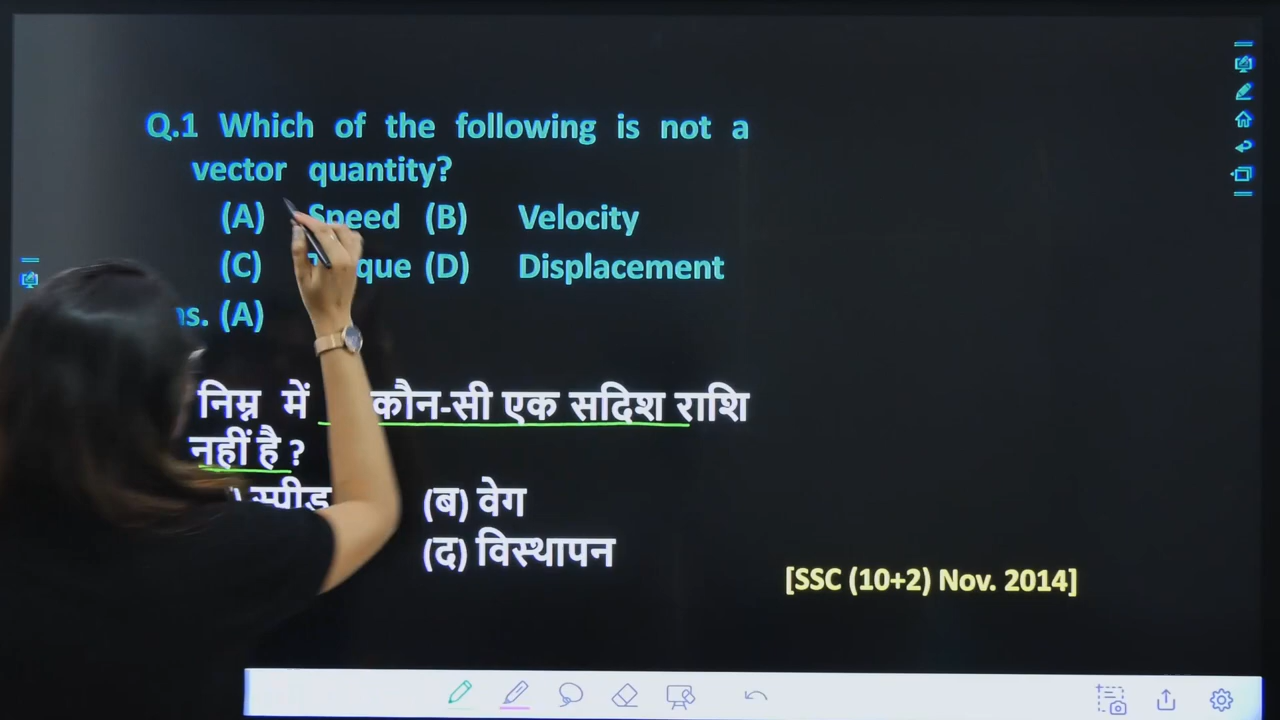 Q.1 Which of the following is not a
vector quantity?
(A) Speed (B) Velocity
(C) (D) Displacement
(A)
निम्न में कौन-सी एक सदिश राशि
नहीं है ?
स्पीड (ब) वेग
(द) विस्थापन
[SSC (10+2) Nov. 2014]